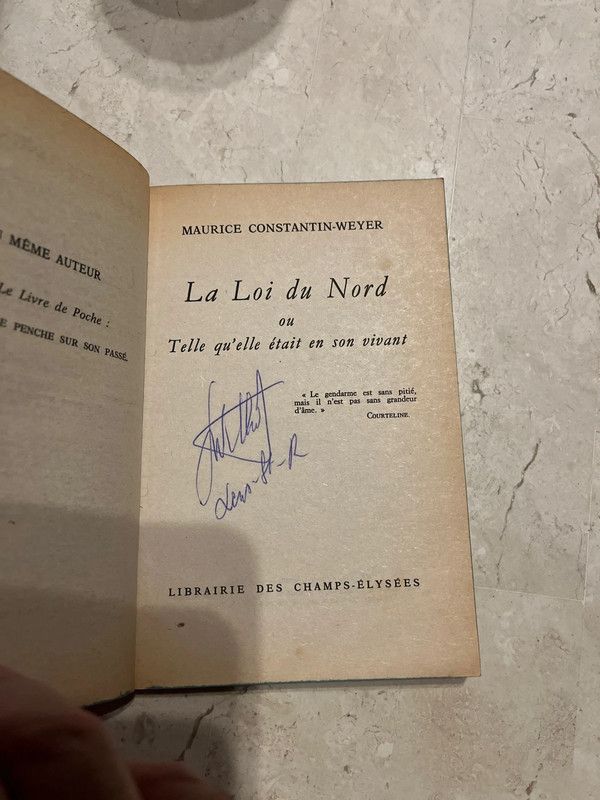 MÊME AUTEUR
Le Livre de Poche :
PENCHE SUR SON PASSÉ.
MAURICE CONSTANTIN-WEYER
La Loi du Nord
ou
Telle qu'elle était en son vivant
« Le gendarme est sans pitié,
mais il n'est pas sans grandeur
d'âme. »
COURTELINE.
LIBRAIRIE DES CHAMPS-ÉLYSÉES